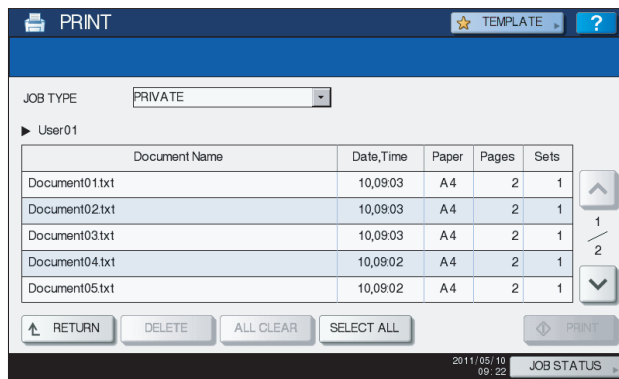 PRINT TEMPLATE ?
JOB TYPE PRIVATE
User01
Document Name Date,Time Paper Pages Sets
Document01.txt 10,09:03 A4 2 1
Document02.txt 10,09:03 A4 2 1
Document03.txt 10,09:03 A4 2 1
Document04.txt 10,09:02 A4 2 1
Document05.txt 10,09:02 A4 2 1
1
2
RETURN DELETE ALL CLEAR SELECT ALL PRINT
2011/05/10
09:22 JOB STATUS